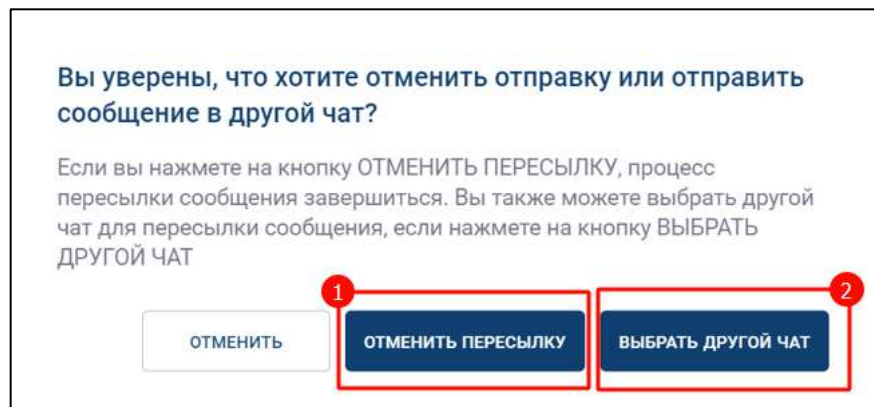 Вы уверены, что хотите отменить отправку или отправить
сообщение в другой чат?
Если вы нажмете на кнопку ОТМЕНИТЬ ПЕРЕСЫЛКУ, процесс
пересылки сообщения завершиться. Вы также можете выбрать другой
чат для пересылки сообщения, если нажмете на кнопку ВЫБРАТЬ
ДРУГОЙ ЧАТ
1 2
ОТМЕНИТЬ ОТМЕНИТЬ ПЕРЕСЫЛКУ ВЫБРАТЬ ДРУГОЙ ЧАТ